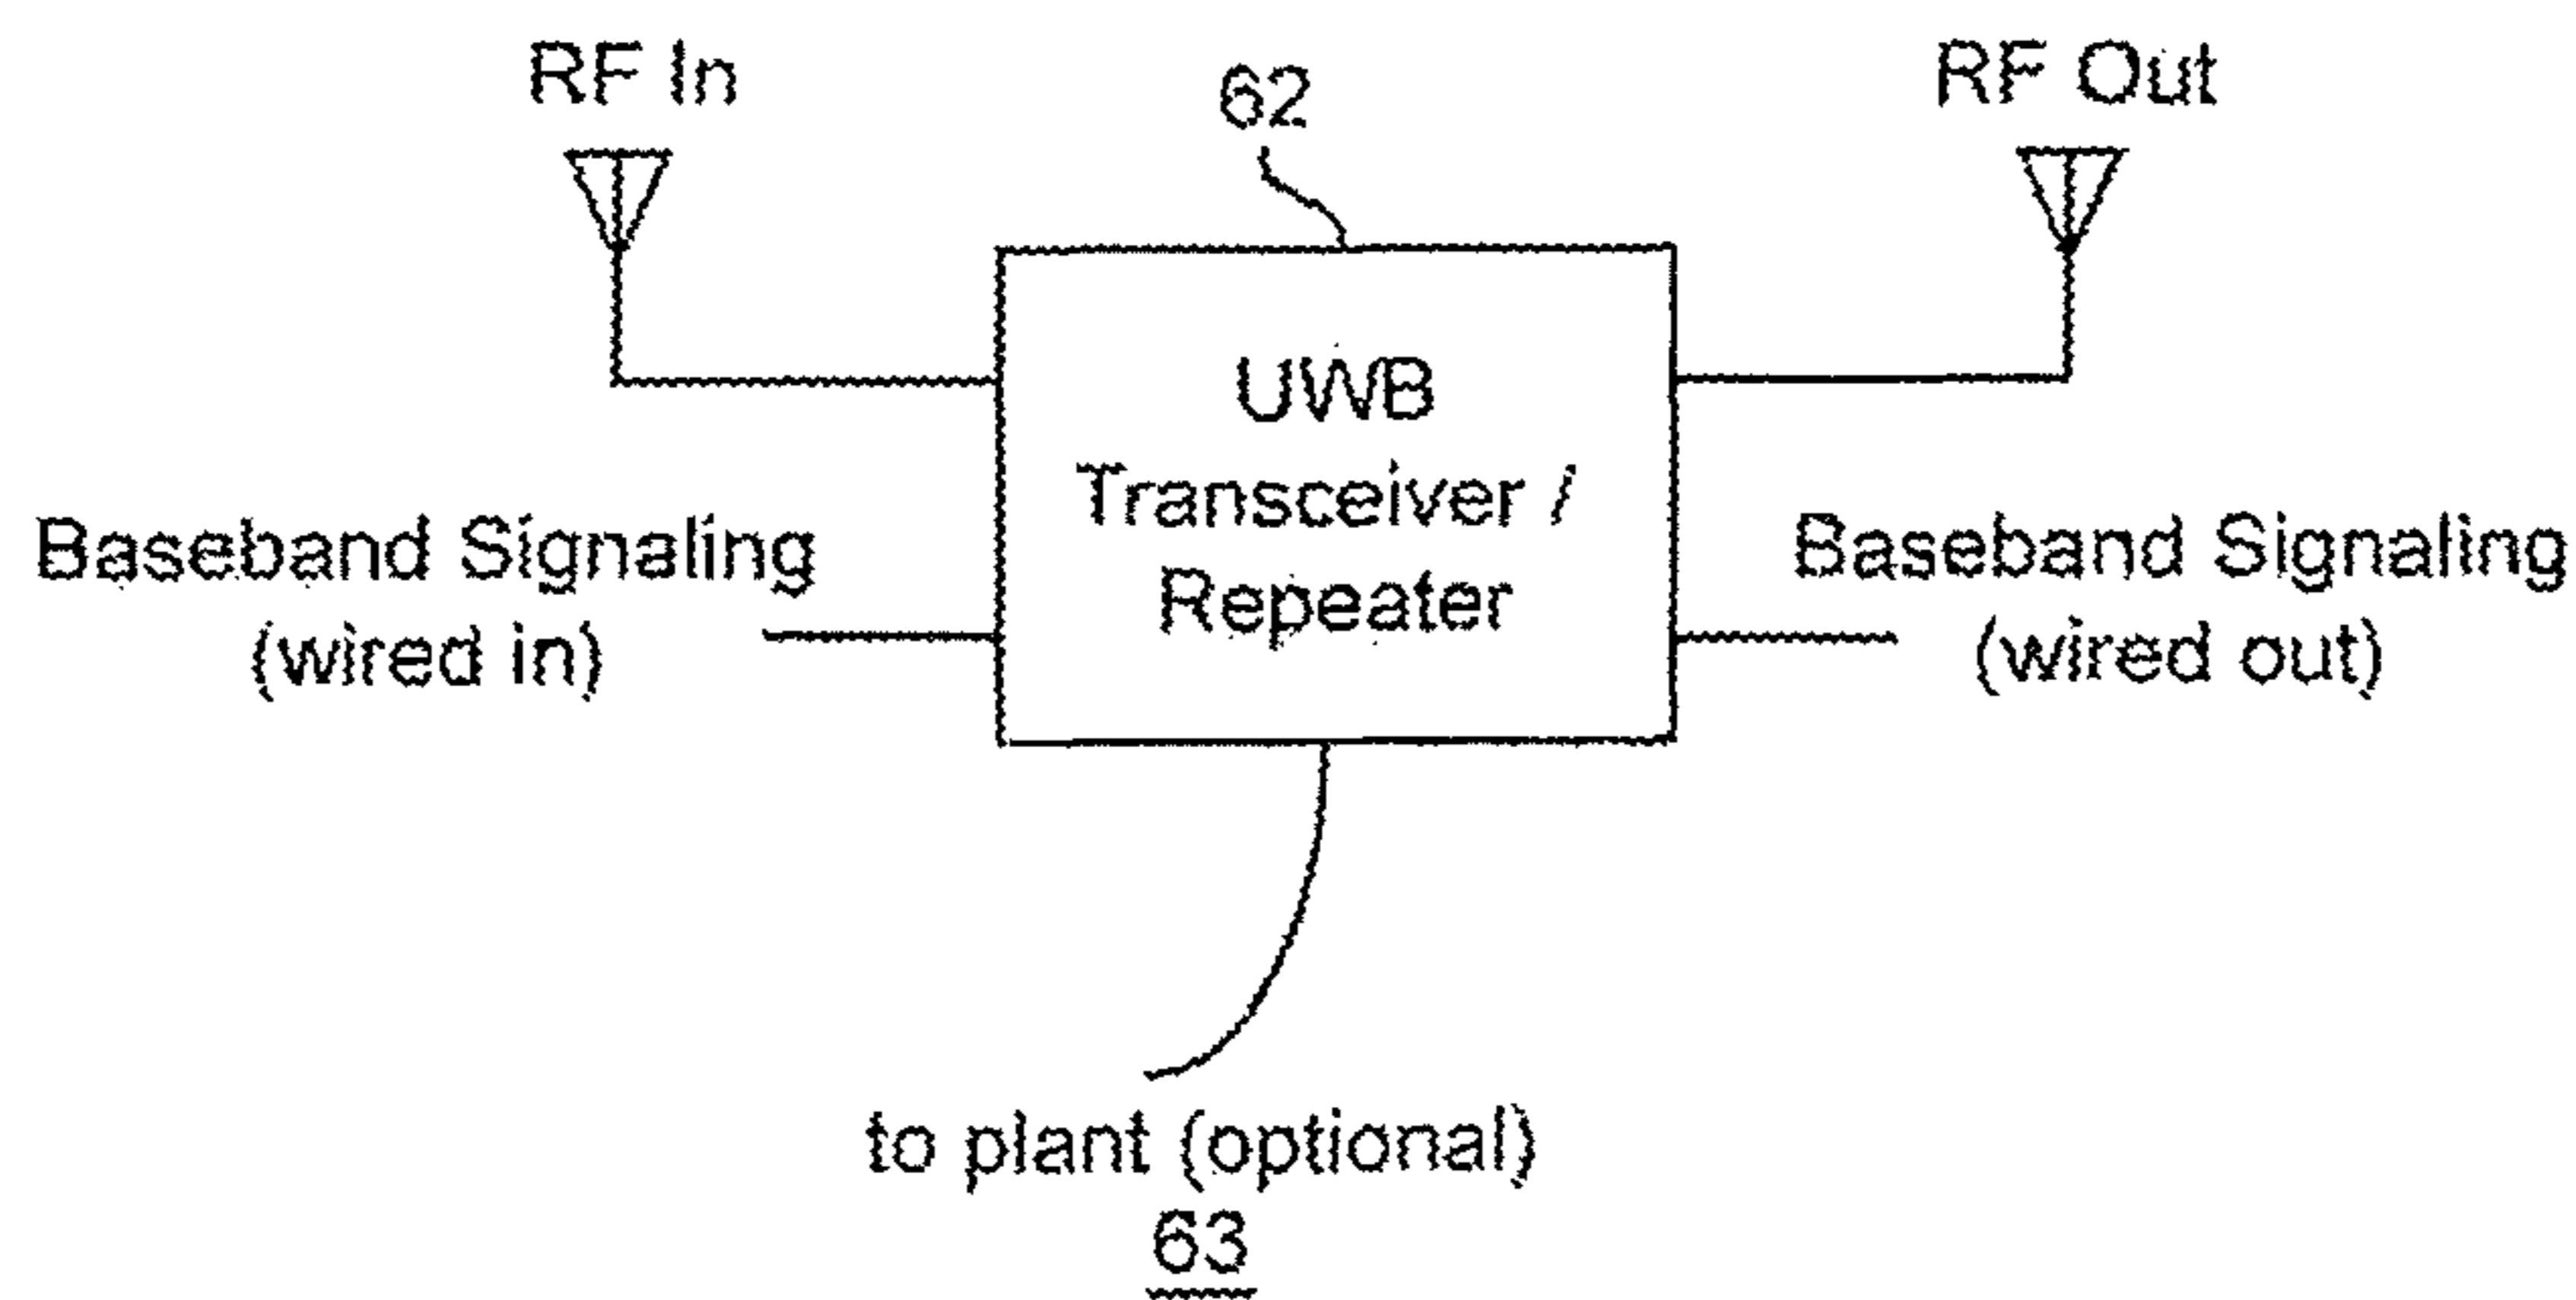 RF In
62
RF Out
UWB
Transceiver /
Repeater
Baseband Signaling
(wired in)
Baseband Signaling
(wired out)
to plant (optional)
63